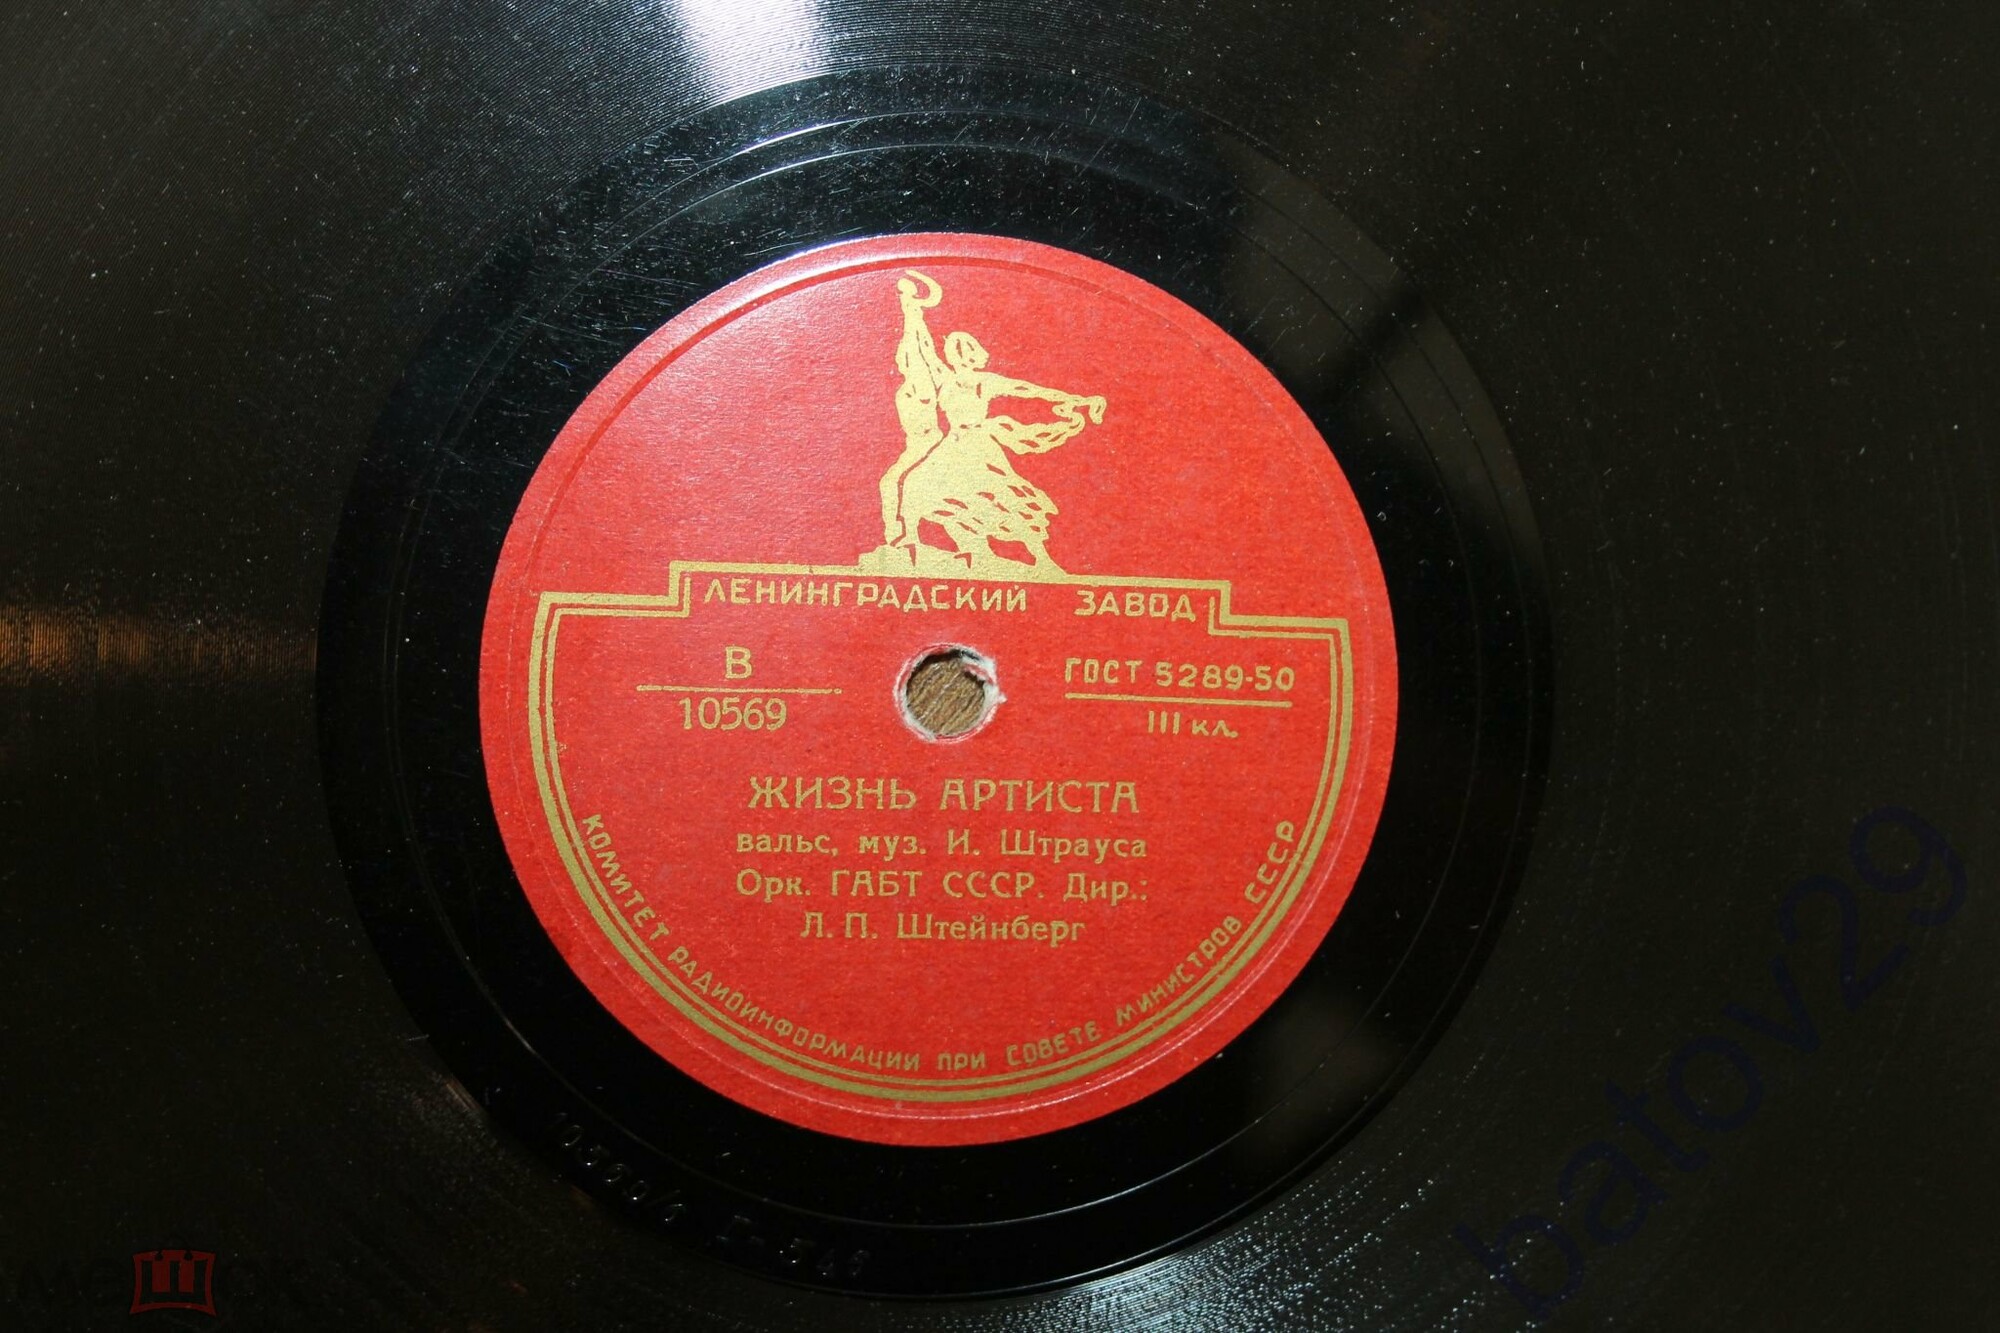 ЛЕНИНГРАДСКИЙ ЗАВОД
В
10569
ГОСТ 5289-50
III кл.
ЖИЗНЬ АРТИСТА
вальс, муз. И. Штрауса
Орк. ГАБТ СССР. Дир.:
Л. П. Штейнберг
КОМИТЕТ РАДИОИНФОРМАЦИИ ПРИ СОВЕТЕ МИНИСТРОВ СССР
batov29
мешок